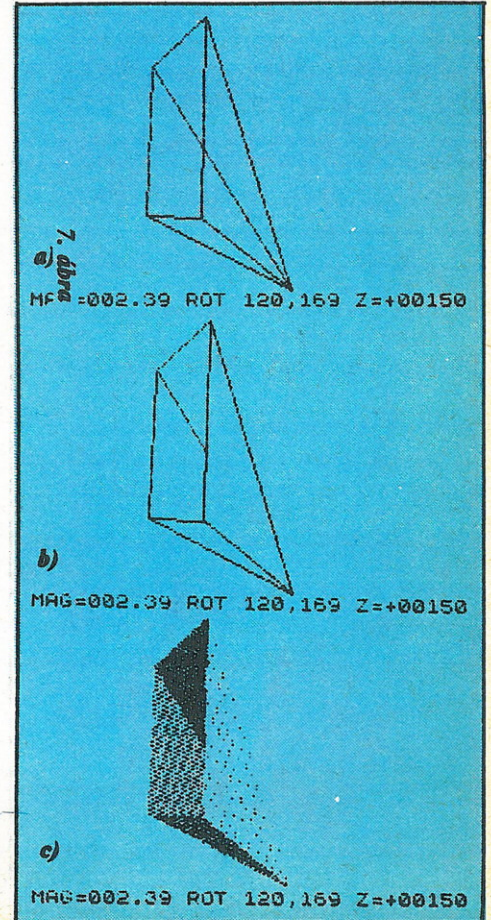 7. ábra
a)
MAG=002.39 ROT 120,169 Z=+00150
b)
MAG=002.39 ROT 120,169 Z=+00150
c)
MAG=002.39 ROT 120,169 Z=+00150